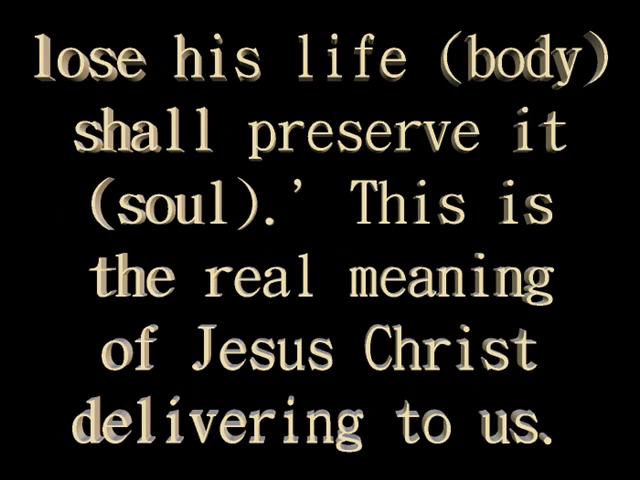 lose his life (body)
shall preserve it
(soul).’ This is
the real meaning
of Jesus Christ
delivering to us.